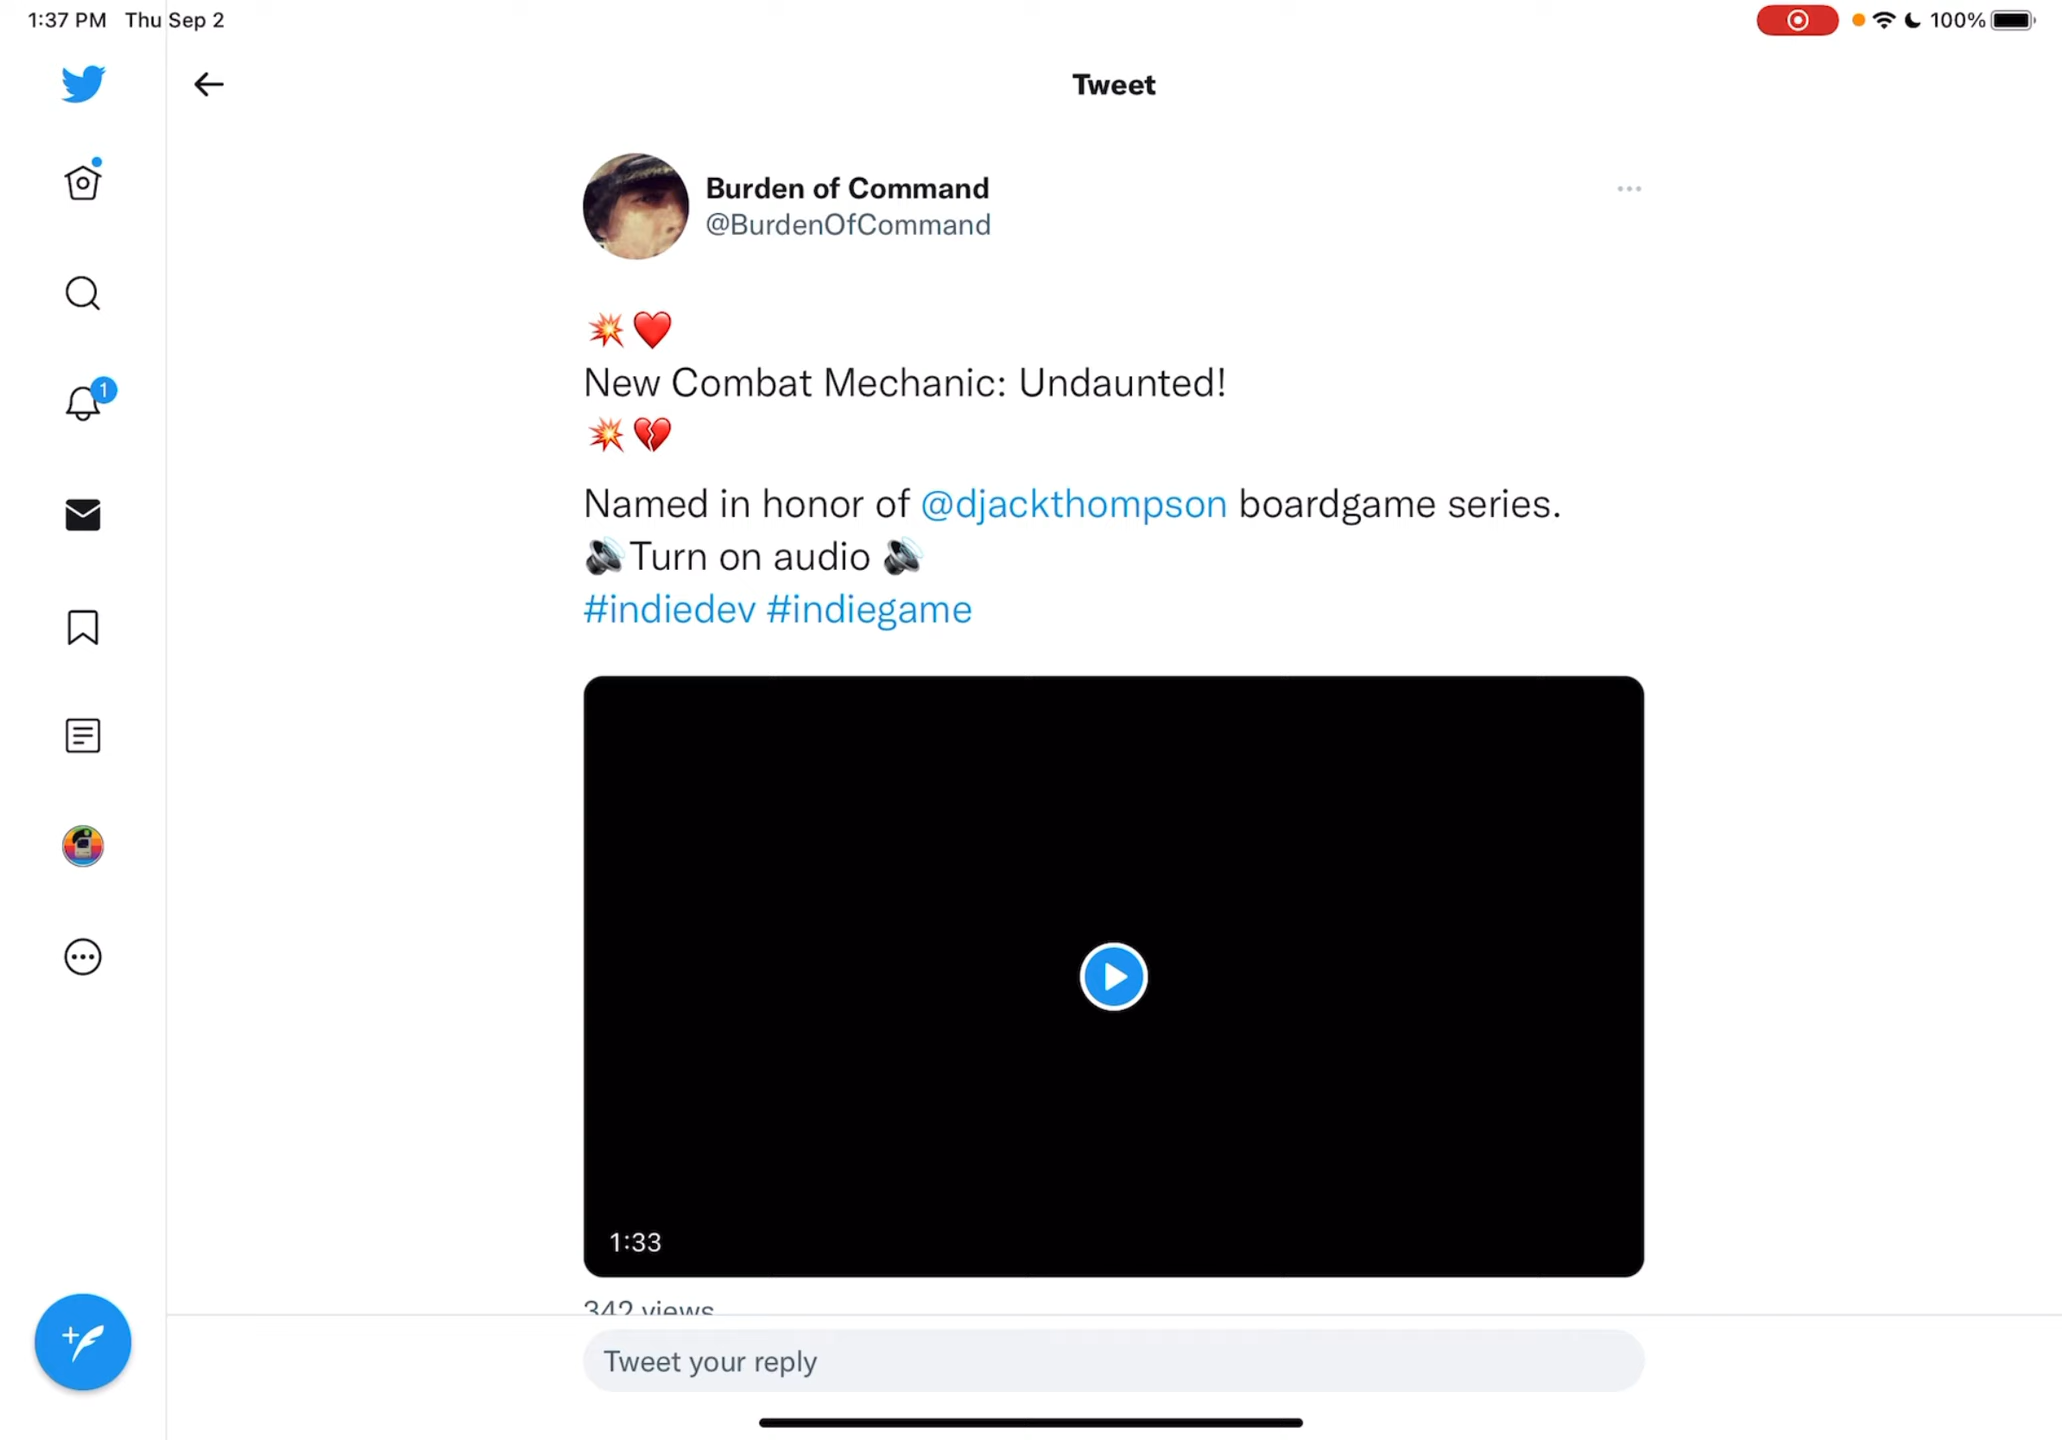 1:37 PM Thu Sep 2
100%
Tweet
Burden of Command
@BurdenOfCommand
1
💥❤️
New Combat Mechanic: Undaunted!
💥💔
Named in honor of @djackthompson boardgame series.
🔊Turn on audio 🔊
#indiedev #indiegame
1:33
342 views
Tweet your reply